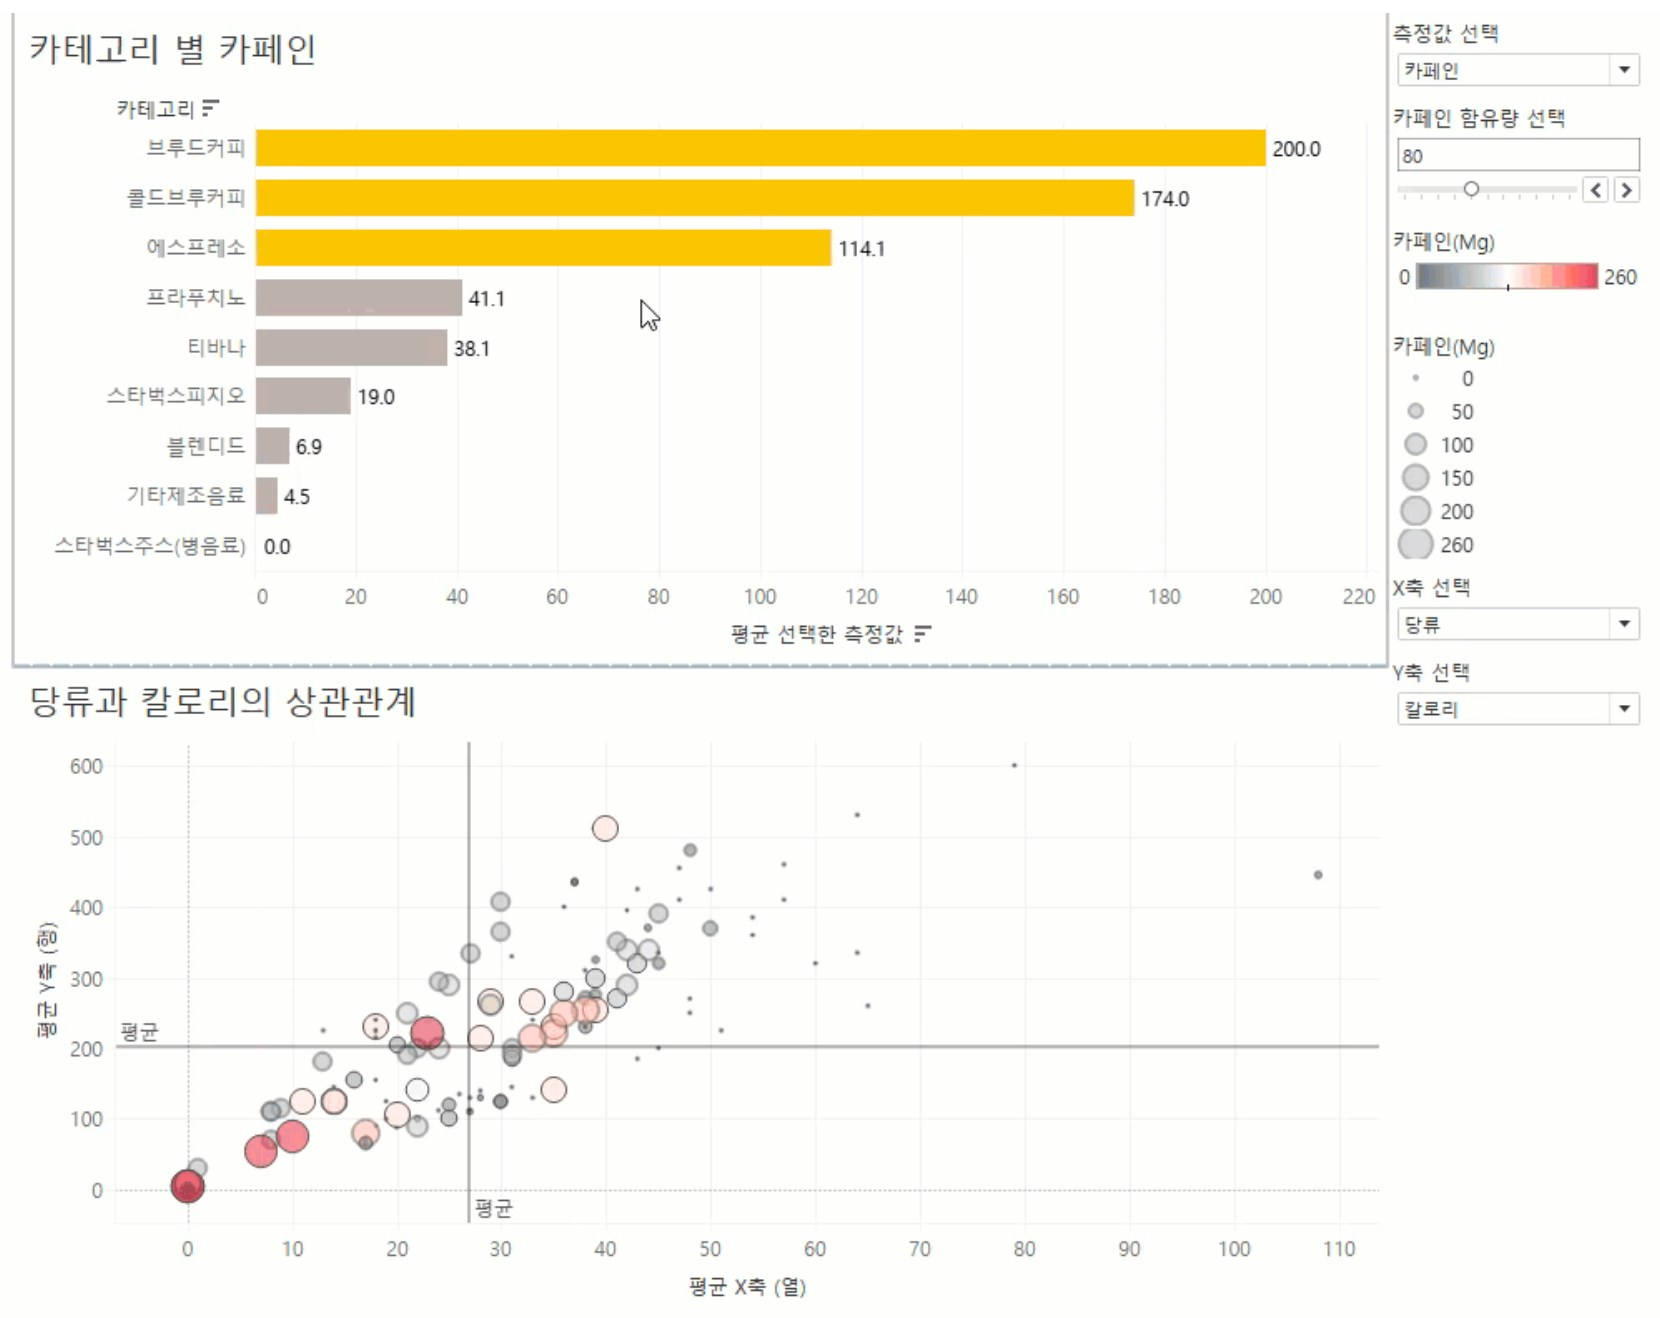 카테고리 별 카페인
카테고리
브루드커피 200.0
콜드브루커피 174.0
에스프레소 114.1
프라푸치노 41.1
티바나 38.1
스타벅스피지오 19.0
블렌디드 6.9
기타제조음료 4.5
스타벅스주스(병음료) 0.0
0 20 40 60 80 100 120 140 160 180 200 220
평균 선택한 측정값
측정값 선택
카페인
카페인 함유량 선택
80
카페인(Mg)
0 260
카페인(Mg)
0
50
100
150
200
260
X축 선택
당류
Y축 선택
칼로리
당류과 칼로리의 상관관계
평균 Y축 (행)
600
500
400
300
200
100
0
평균
평균
0 10 20 30 40 50 60 70 80 90 100 110
평균 X축 (열)